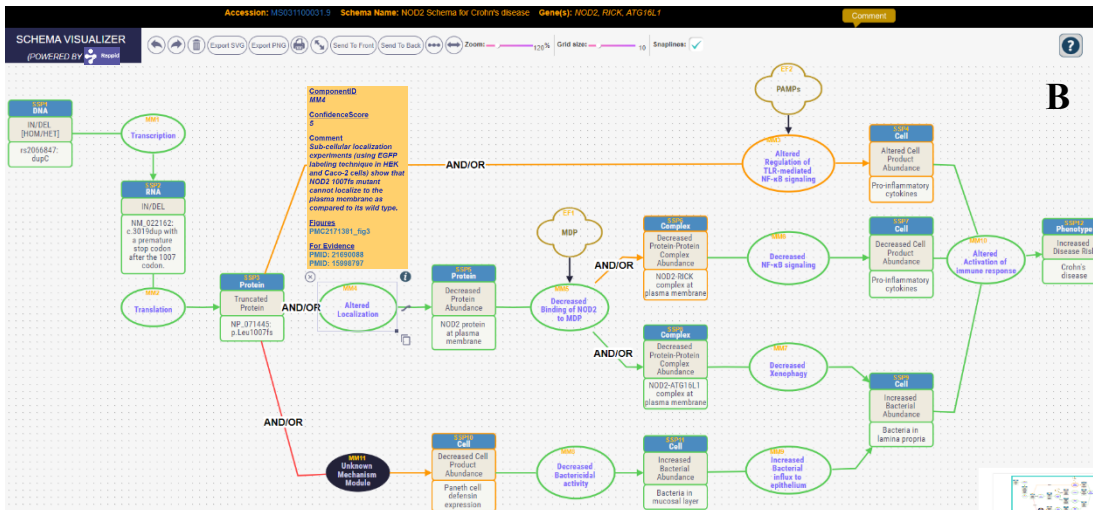 Accession: MS031100031.9 Schema Name: NOD2 Schema for Crohn's disease Gene(s): NOD2, RICK, ATG16L1
Comment
SCHEMA VISUALIZER
(POWERED BY Rappid
Export SVG
Export PNG
Send To Front
Send To Back
Zoom:
120%
Grid size:
10
Snaplines:
?
B
SSP1
DNA
IN/DEL
[HOM/HET]
rs2066847:
dupC
MM1
Transcription
SSP2
RNA
IN/DEL
NM_022162:
c.3019dup with
a premature
stop codon
after the 1007
codon.
MM2
Translation
SSP3
Protein
Truncated
Protein
NP_071445:
p.Leu1007fs
ComponentID
MM4
ConfidenceScore
5
Comment
Sub-cellular localization
experiments (using EGFP
labeling technique in HEK
and Caco-2 cells) show that
NOD2 1007fs mutant
cannot localize to the
plasma membrane as
compared to its wild type.
Figures
PMC2171381_fig3
For Evidence
PMID: 21690088
PMID: 15998797
AND/OR
EF2
PAMPs
MM3
Altered
Regulation of
TLR-mediated
NF-κB signaling
SSP4
Cell
Altered Cell
Product
Abundance
Pro-inflammatory
cytokines
AND/OR
MM4
Altered
Localization
SSP5
Protein
Decreased
Protein
Abundance
NOD2 protein
at plasma
membrane
EF1
MDP
MM5
Decreased
Binding of NOD2
to MDP
AND/OR
SSP6
Complex
Decreased
Protein-Protein
Complex
Abundance
NOD2-RICK
complex at
plasma membrane
MM6
Decreased
NF-κB signaling
SSP7
Cell
Decreased Cell
Product
Abundance
Pro-inflammatory
cytokines
MM10
Altered
Activation of
immune response
SSP12
Phenotype
Increased
Disease Risk
Crohn's
disease
AND/OR
SSP8
Complex
Decreased
Protein-Protein
Complex
Abundance
NOD2-ATG16L1
complex at
plasma membrane
MM7
Decreased
Xenophagy
SSP9
Cell
Increased
Bacterial
Abundance
Bacteria in
lamina propria
AND/OR
MM11
Unknown
Mechanism
Module
SSP10
Cell
Decreased Cell
Product
Abundance
Paneth cell
defensin
expression
Decreased
Bactericidal
activity
SSP11
Cell
Increased
Bacterial
Abundance
Bacteria in
mucosal layer
MM9
Increased
Bacterial
influx to
epithelium